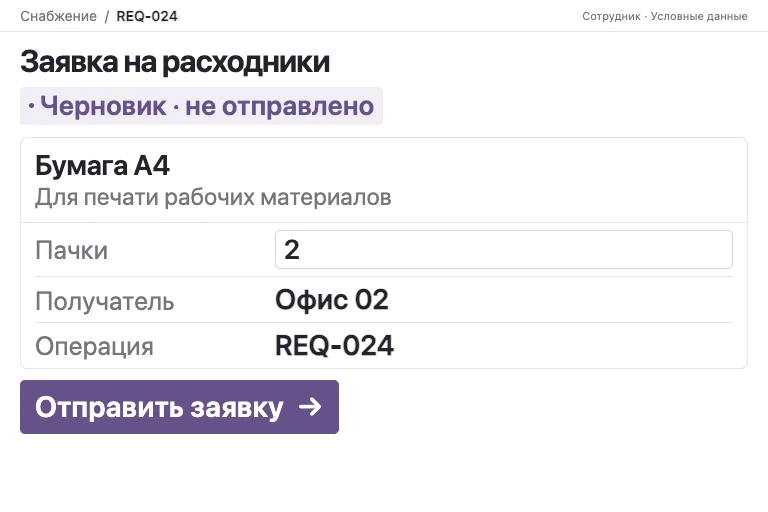 Снабжение / REQ-024
Сотрудник · Условные данные
Заявка на расходники
· Черновик · не отправлено
Бумага А4
Для печати рабочих материалов
Пачки 2
Получатель Офис 02
Операция REQ-024
Отправить заявку →